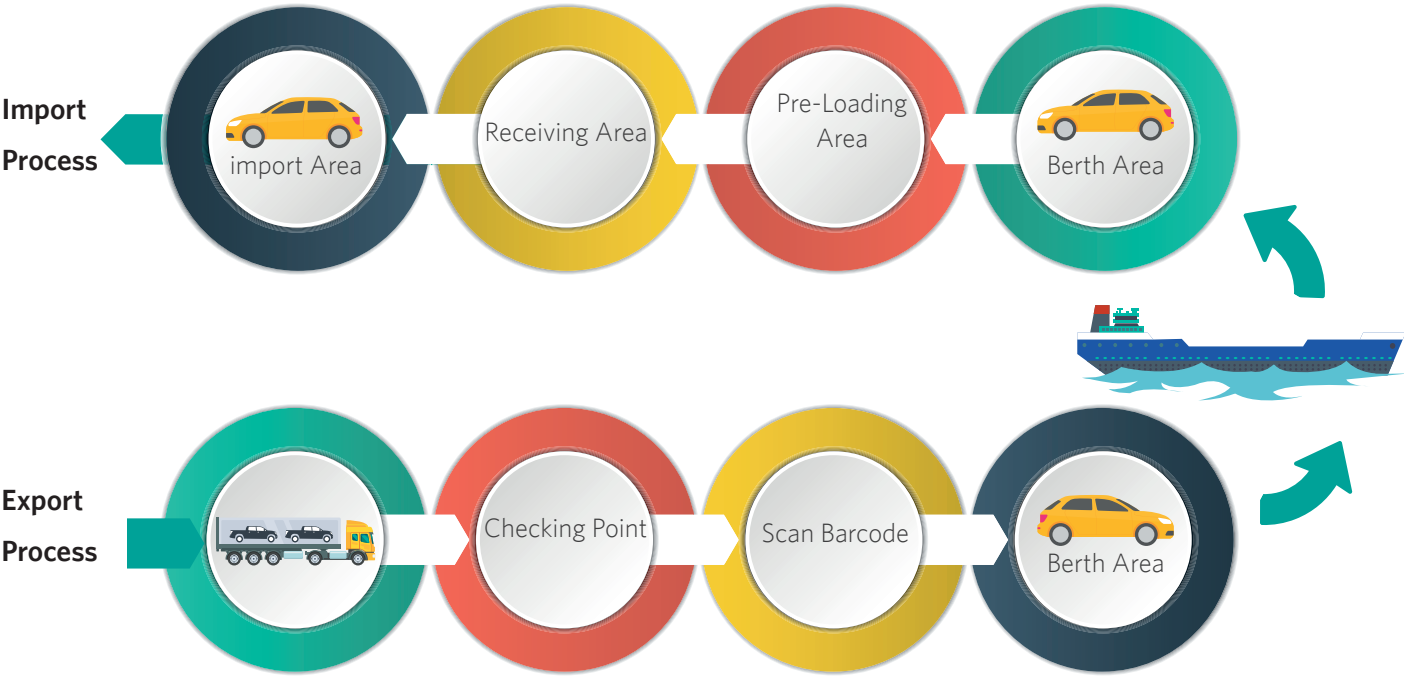 Import
Process
import Area
Receiving Area
Pre-Loading
Area
Berth Area
Export
Process
Checking Point
Scan Barcode
Berth Area